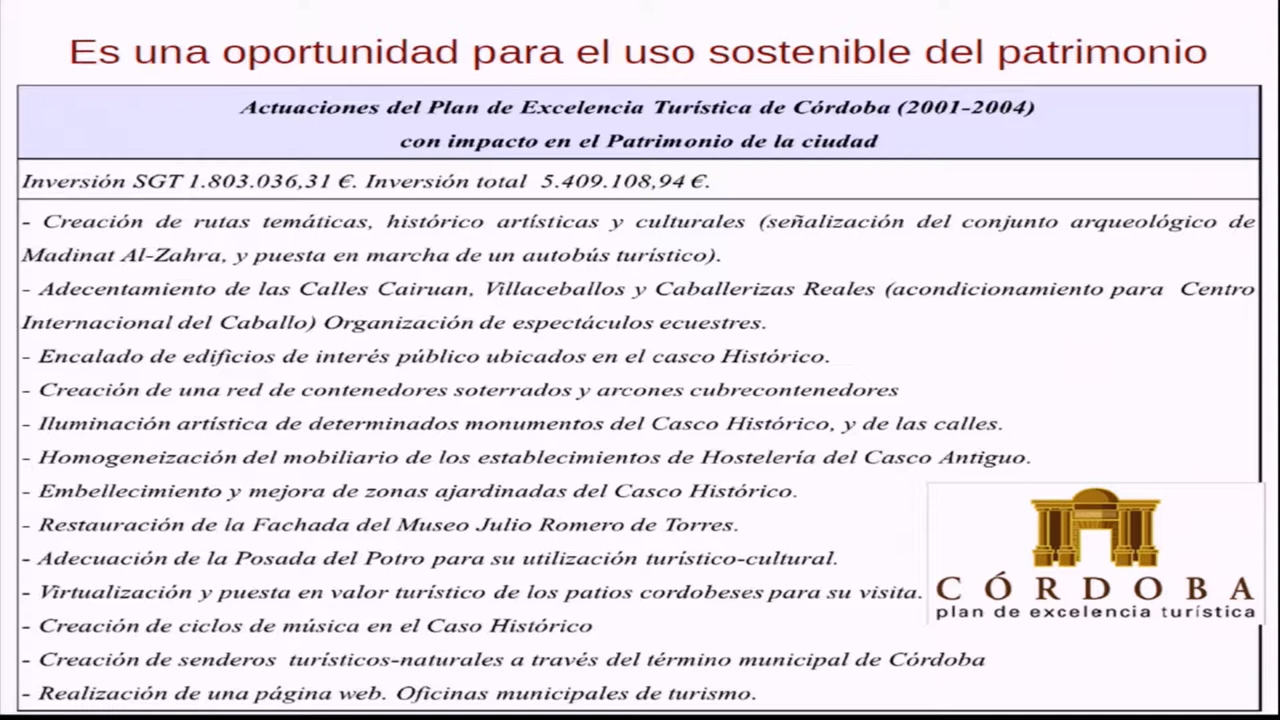 Es una oportunidad para el uso sostenible del patrimonio
Actuaciones del Plan de Excelencia Turística de Córdoba (2001-2004)
con impacto en el Patrimonio de la ciudad
Inversión SGT 1.803.036,31 €. Inversión total 5.409.108,94 €.
- Creación de rutas temáticas, histórico artísticas y culturales (señalización del conjunto arqueológico de
Madinat Al-Zahra, y puesta en marcha de un autobús turístico).
- Adecentamiento de las Calles Cairuan, Villaceballos y Caballerizas Reales (acondicionamiento para Centro
Internacional del Caballo) Organización de espectáculos ecuestres.
- Encalado de edificios de interés público ubicados en el casco Histórico.
- Creación de una red de contenedores soterrados y arcones cubrecontenedores
- Iluminación artística de determinados monumentos del Casco Histórico, y de las calles.
- Homogeneización del mobiliario de los establecimientos de Hostelería del Casco Antiguo.
- Embellecimiento y mejora de zonas ajardinadas del Casco Histórico.
- Restauración de la Fachada del Museo Julio Romero de Torres.
- Adecuación de la Posada del Potro para su utilización turístico-cultural.
- Virtualización y puesta en valor turístico de los patios cordobeses para su visita.
- Creación de ciclos de música en el Caso Histórico
- Creación de senderos turísticos-naturales a través del término municipal de Córdoba
- Realización de una página web. Oficinas municipales de turismo.
CÓRDOBA
plan de excelencia turística